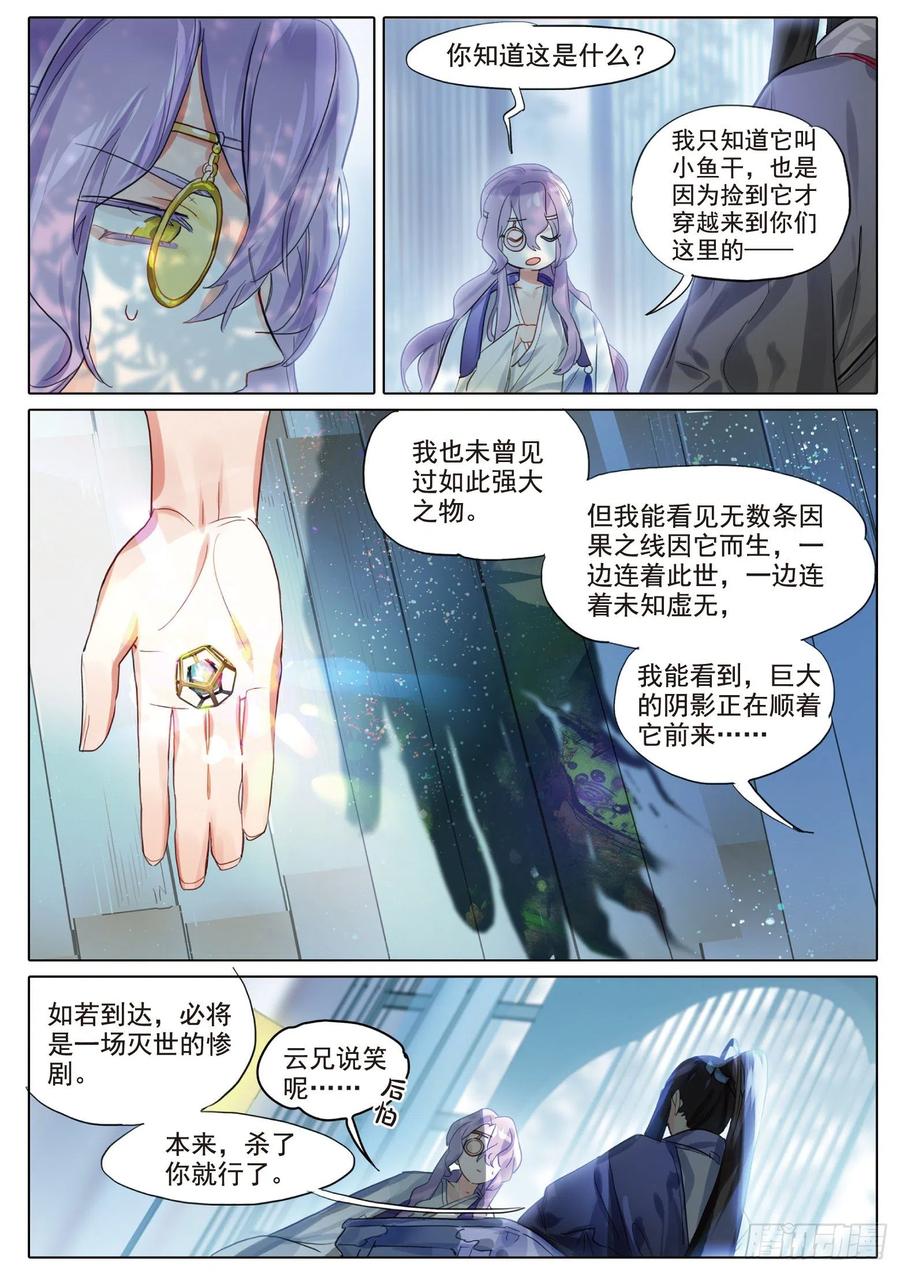 你知道这是什么？
我只知道它叫
小鱼干，也是
因为捡到它才
穿越来到你们
这里的——
我也未曾见
过如此强大
之物。
但我能看见无数条因
果之线因它而生，一
边连着此世，一边连
着未知虚无，
我能看到，巨大
的阴影正在顺着
它前来……
如若到达，必将
是一场灭世的惨
剧。
云兄说笑
呢……
后怕
本来，杀了
你就行了。
腾讯动漫